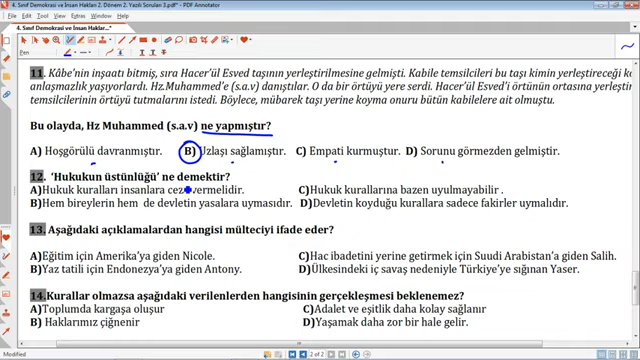 4. Sınıf Demokrasi ve İnsan Hakları 2. Dönem 2. Yazılı Soruları 3.pdf* - PDF Annotator
4. Sınıf Demokrasi ve İnsan Haklar...*
Pen
11. Kâbe'nin inşaatı bitmiş, sıra Hacer'ül Esved taşının yerleştirilmesine gelmişti. Kabile temsilcileri bu taşı kimin yerleştireceği
anlaşmazlık yaşıyorlardı. Hz.Muhammed'e (s.a.v) danıştılar. O da bir örtüyü yere serdi. Hacer'ül Esved'i örtünün ortasına yerleştir
temsilcilerinin örtüyü tutmalarını istedi. Böylece, mübarek taşı yerine koyma onuru bütün kabilelere ait olmuştu.
Bu olayda, Hz Muhammed (s.a.v) ne yapmıştır?
A) Hoşgörülü davranmıştır. B) Uzlaşı sağlamıştır. C) Empati kurmuştur. D) Sorunu görmezden gelmiştir.
12. 'Hukukun üstünlüğü' ne demektir?
A)Hukuk kuralları insanlara ceza vermelidir. C)Hukuk kurallarına bazen uyulmayabilir .
B)Hem bireylerin hem de devletin yasalara uymasıdır. D)Devletin koyduğu kurallara sadece fakirler uymalıdır.
13. Aşağıdaki açıklamalardan hangisi mülteciyi ifade eder?
A)Eğitim için Amerika'ya giden Nicole. C)Hac ibadetini yerine getirmek için Suudi Arabistan'a giden Salih.
B)Yaz tatili için Endonezya'ya giden Antony. D)Ülkesindeki iç savaş nedeniyle Türkiye'ye sığınan Yaser.
14.Kurallar olmazsa aşağıdaki verilenlerden hangisinin gerçekleşmesi beklenemez?
A)Toplumda kargaşa oluşur C)Adalet ve eşitlik daha kolay sağlanır
B) Haklarımız çiğnenir D)Yaşamak daha zor bir hale gelir.
2 of 2